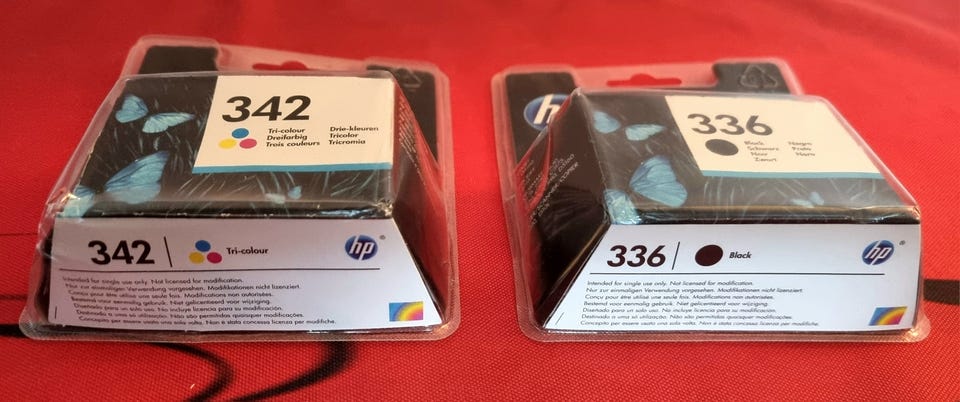 342
Tri-colour Drie-kleuren
Dreifarbig Tricolor
Trois couleurs Tricromia
342 Tri-colour hp
Intended for single use only. Not licensed for modification.
Nur zur einmaligen Verwendung vorgesehen. Modifikationen nicht lizenziert.
Conçu pour être utilisé une seule fois. Modifications non autorisées.
Bestemd voor eenmalig gebruik. Niet gelicentieerd voor wijziging.
Diseñado para un solo uso. No incluye licencia para su modificación.
Destinado a uma só utilização. Não são permitidas quaisquer modificações.
Concepito per essere usato una sola volta. Non è stata concessa licenza per modifiche.
h
336
Black Negro
Schwarz Preto
Noir Nero
Zwart
336 Black hp
Intended for single use only. Not licensed for modification.
Nur zur einmaligen Verwendung vorgesehen. Modifikationen nicht lizenziert.
Conçu pour être utilisé une seule fois. Modifications non autorisées.
Bestemd voor eenmalig gebruik. Niet gelicentieerd voor wijziging.
Diseñado para un solo uso. No incluye licencia para su modificación.
Destinado a uma só utilização. Não são permitidas quaisquer modificações.
Concepito per essere usato una sola volta. Non è stata concessa licenza per modifiche.